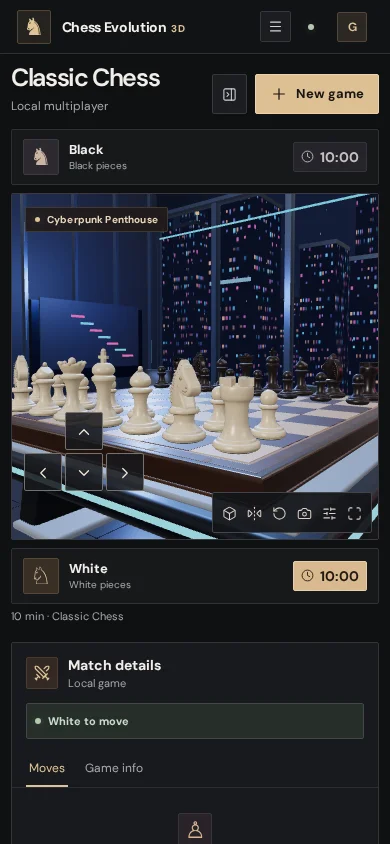 Chess Evolution 3D
G
Classic Chess
Local multiplayer
New game
Black
Black pieces
10:00
Cyberpunk Penthouse
White
White pieces
10:00
10 min · Classic Chess
Match details
Local game
White to move
Moves
Game info